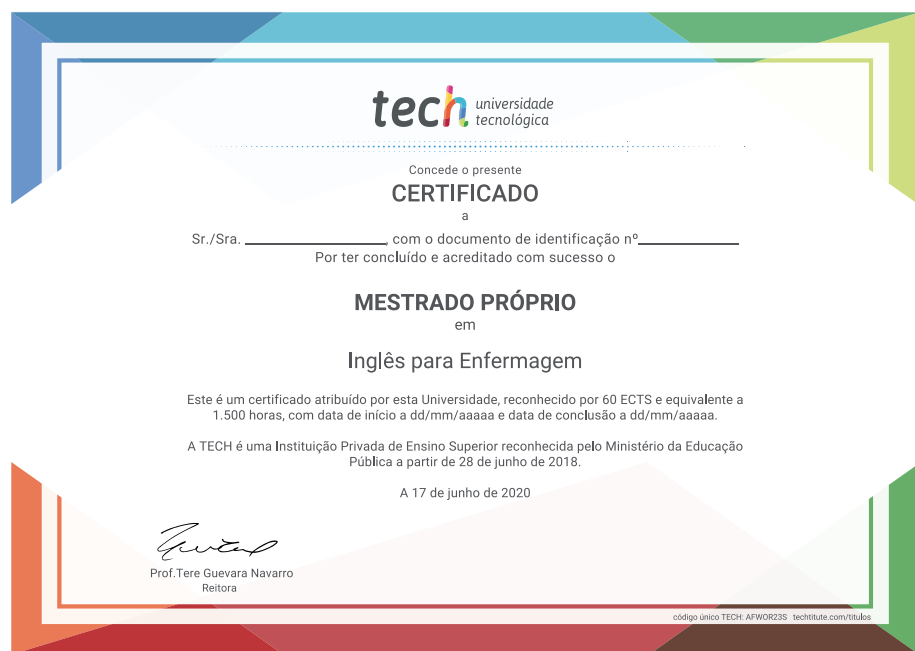 tech universidade
tecnológica
Concede o presente
CERTIFICADO
a
Sr./Sra. ____________________, com o documento de identificação nº______________
Por ter concluído e acreditado com sucesso o
MESTRADO PRÓPRIO
em
Inglês para Enfermagem
Este é um certificado atribuído por esta Universidade, reconhecido por 60 ECTS e equivalente a
1.500 horas, com data de início a dd/mm/aaaaa e data de conclusão a dd/mm/aaaaa.
A TECH é uma Instituição Privada de Ensino Superior reconhecida pelo Ministério da Educação
Pública a partir de 28 de junho de 2018.
A 17 de junho de 2020
Prof.Tere Guevara Navarro
Reitora
código único TECH: AFWOR23S techtitute.com/titulos